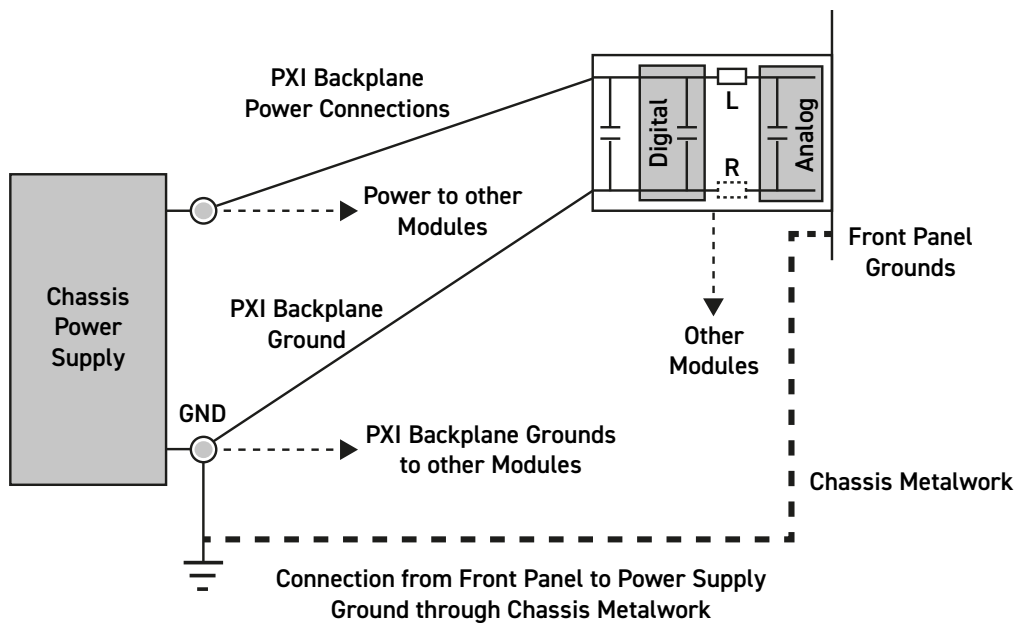 PXI Backplane
Power Connections
Digital
L
R
Analog
Power to other
Modules
Front Panel
Grounds
Chassis
Power
Supply
PXI Backplane
Ground
Other
Modules
GND
PXI Backplane Grounds
to other Modules
Chassis Metalwork
Connection from Front Panel to Power Supply
Ground through Chassis Metalwork